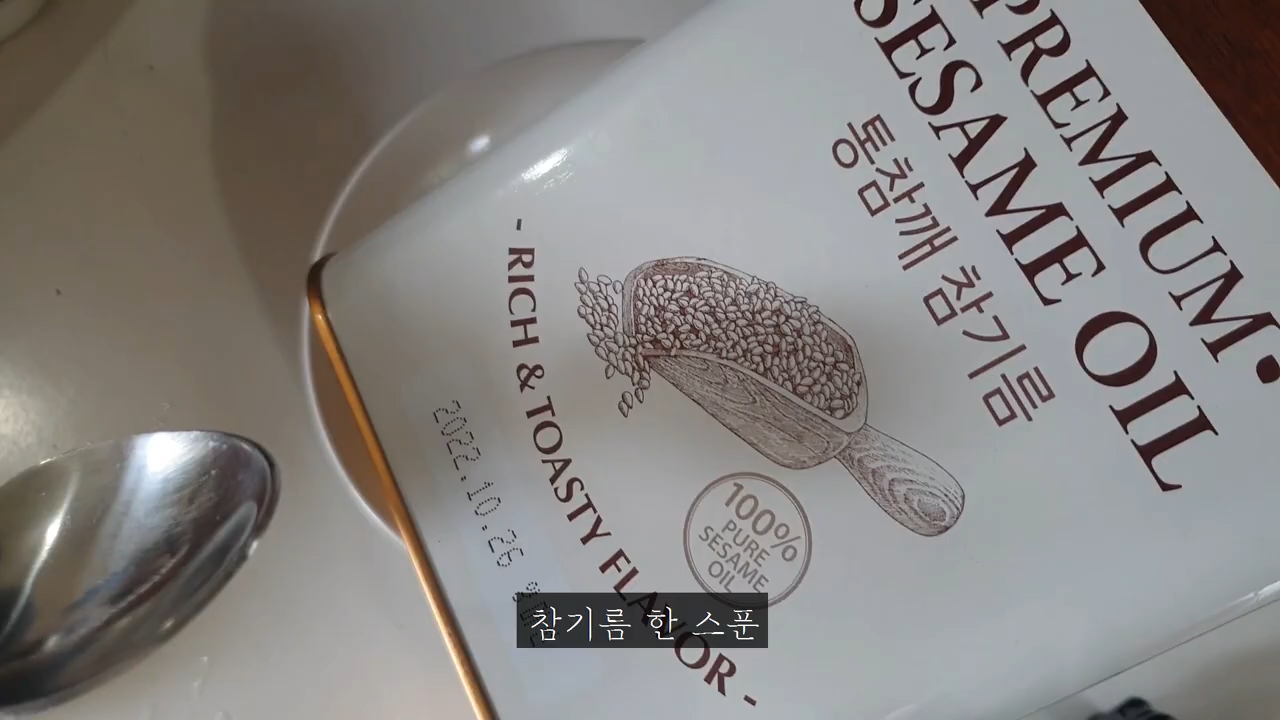 PREMIUM
SESAME OIL
통참깨 참기름
- RICH & TOASTY FLAVOR -
100%
PURE
SESAME
OIL
2022.10.26
참기름 한 스푼